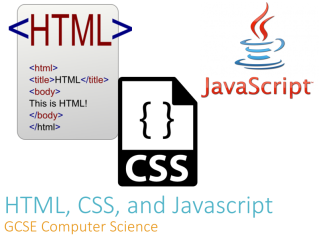 <HTML>
<html>
<title>HTML</title>
<body>
This is HTML!
</body>
</html>
JavaScript
{ }
CSS
HTML, CSS, and Javascript
GCSE Computer Science